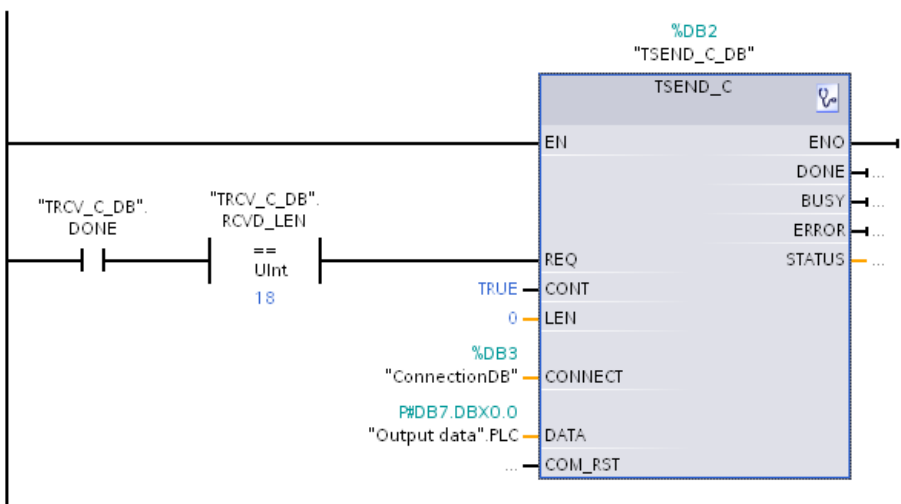 %DB2
"TSEND_C_DB"
TSEND_C
EN ENO
DONE ...
BUSY ...
ERROR ...
"TRCV_C_DB".
DONE
"TRCV_C_DB".
RCVD_LEN
==
UInt
18
REQ STATUS ...
TRUE CONT
0 LEN
%DB3
"ConnectionDB" CONNECT
P#DB7.DBX0.0
"Output data".PLC DATA
... COM_RST